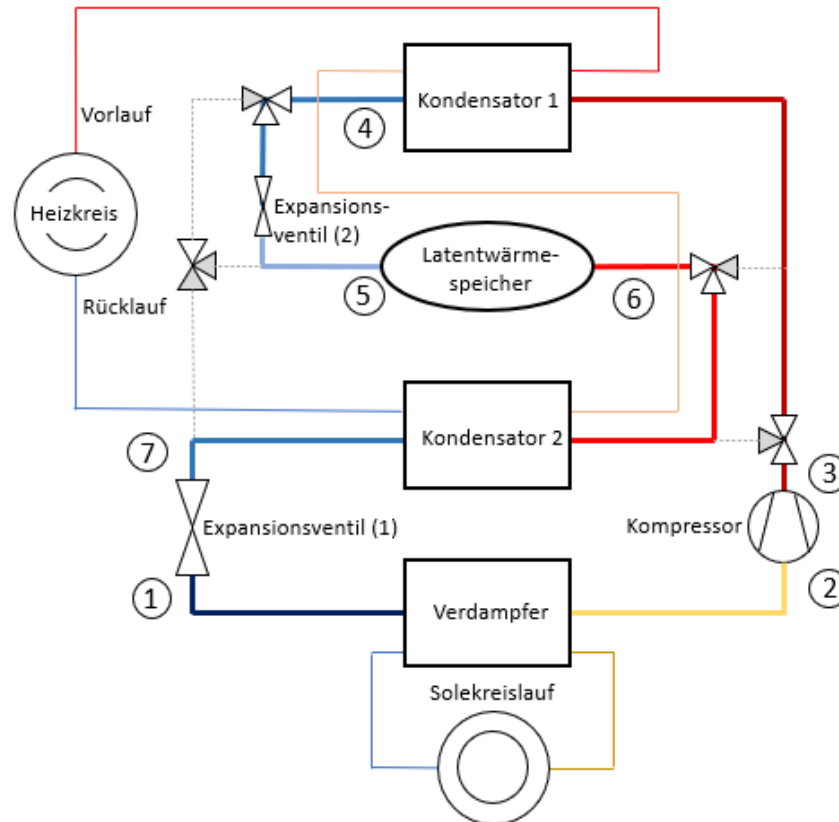 Kondensator 1
Vorlauf
4
Heizkreis
Expansions-
ventil (2)
Latentwärme-
speicher
5
6
Rücklauf
Kondensator 2
7
3
Expansionsventil (1)
Kompressor
1
Verdampfer
2
Solekreislauf